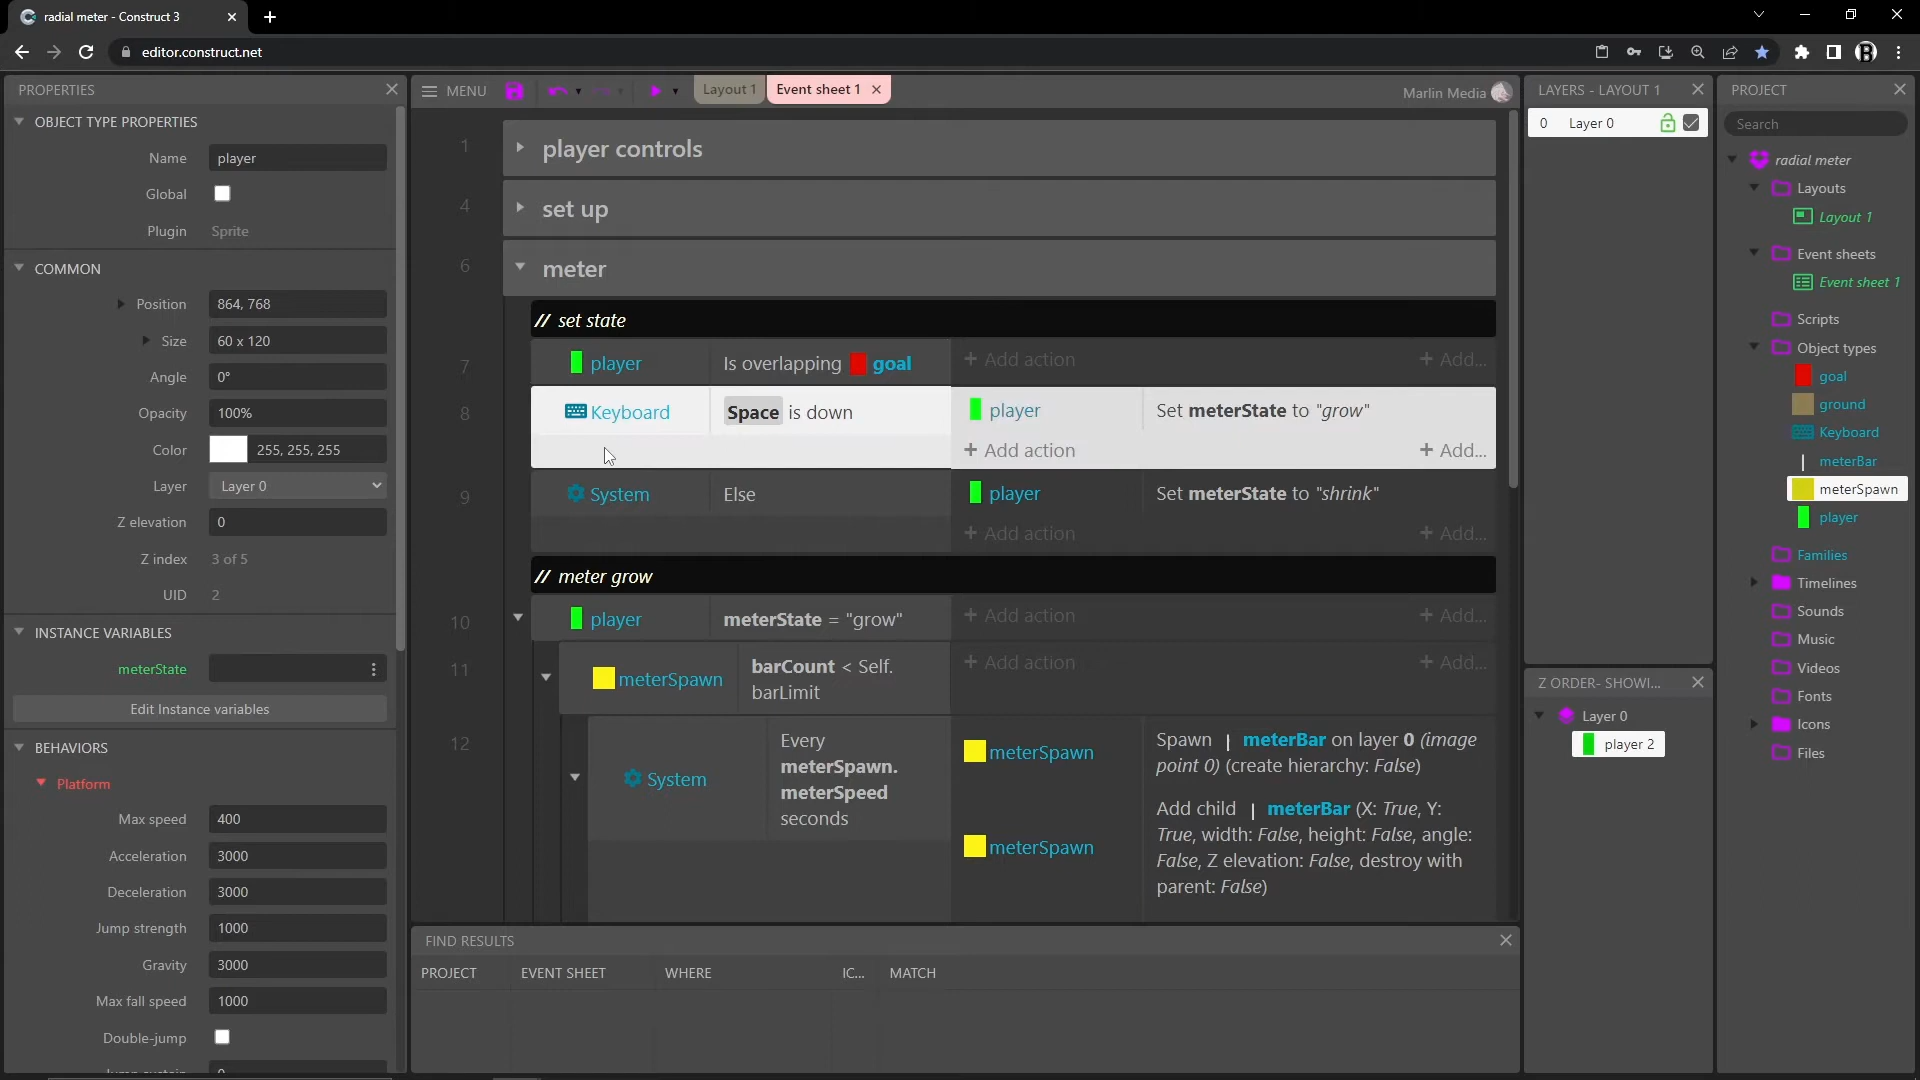 radial meter - Construct 3
editor.construct.net
PROPERTIES
OBJECT TYPE PROPERTIES
Name player
Global
Plugin Sprite
COMMON
Position 864, 768
Size 60 x 120
Angle 0°
Opacity 100%
Color 255, 255, 255
Layer Layer 0
Z elevation 0
Z index 3 of 5
UID 2
INSTANCE VARIABLES
meterState
Edit Instance variables
BEHAVIORS
Platform
Max speed 400
Acceleration 3000
Deceleration 3000
Jump strength 1000
Gravity 3000
Max fall speed 1000
Double-jump
MENU
Layout 1
Event sheet 1
Marlin Media
1 player controls
4 set up
6 meter
// set state
7 player Is overlapping goal + Add action + Add...
8 Keyboard Space is down player Set meterState to "grow"
+ Add action + Add...
9 System Else player Set meterState to "shrink"
+ Add action + Add...
// meter grow
10 player meterState = "grow" + Add action + Add...
11 meterSpawn barCount < Self.
barLimit
+ Add action + Add...
12 System Every
meterSpawn.
meterSpeed
seconds
meterSpawn Spawn | meterBar on layer 0 (image
point 0) (create hierarchy: False)
meterSpawn Add child | meterBar (X: True, Y:
True, width: False, height: False, angle:
False, Z elevation: False, destroy with
parent: False)
FIND RESULTS
PROJECT EVENT SHEET WHERE IC... MATCH
LAYERS - LAYOUT 1
0 Layer 0
Z ORDER- SHOWI...
Layer 0
player 2
PROJECT
Search
radial meter
Layouts
Layout 1
Event sheets
Event sheet 1
Scripts
Object types
goal
ground
Keyboard
meterBar
meterSpawn
player
Families
Timelines
Sounds
Music
Videos
Fonts
Icons
Files